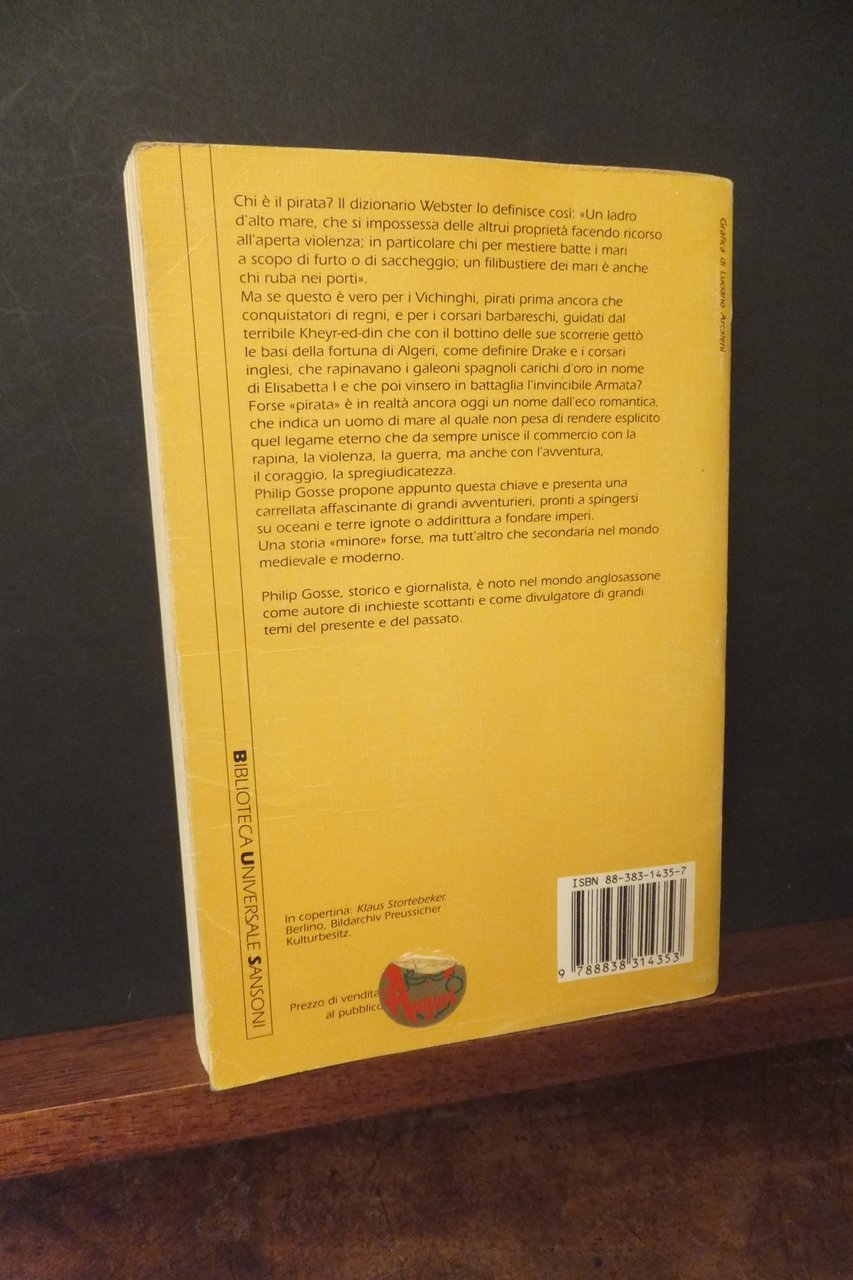 Chi è il pirata? Il dizionario Webster lo definisce così: «Un ladro
d'alto mare, che si impossessa delle altrui proprietà facendo ricorso
all'aperta violenza; in particolare chi per mestiere batte i mari
a scopo di furto o di saccheggio; un filibustiere dei mari è anche
chi ruba nei porti».
Ma se questo è vero per i Vichinghi, pirati prima ancora che
conquistatori di regni, e per i corsari barbareschi, guidati dal
terribile Kheyr-ed-din che con il bottino delle sue scorrerie gettò
le basi della fortuna di Algeri, come definire Drake e i corsari
inglesi, che rapinavano i galeoni spagnoli carichi d'oro in nome
di Elisabetta I e che poi vinsero in battaglia l'invincibile Armata?
Forse «pirata» è in realtà ancora oggi un nome dall'eco romantica,
che indica un uomo di mare al quale non pesa di rendere esplicito
quel legame eterno che da sempre unisce il commercio con la
rapina, la violenza, la guerra, ma anche con l'avventura,
il coraggio, la spregiudicatezza.
Philip Gosse propone appunto questa chiave e presenta una
carrellata affascinante di grandi avventurieri, pronti a spingersi
su oceani e terre ignote o addirittura a fondare imperi.
Una storia «minore» forse, ma tutt'altro che secondaria nel mondo
medievale e moderno.
Philip Gosse, storico e giornalista, è noto nel mondo anglosassone
come autore di inchieste scottanti e come divulgatore di grandi
temi del presente e del passato.
Grafica di Luciano
BIBLIOTECA UNIVERSALE SANSONI
In copertina: Klaus Stortebeker.
Berlino, Bildarchiv Preussicher
Kulturbesitz.
Prezzo di vendita
al pubblico
ISBN 88-383-1435-7
9 788838 314353